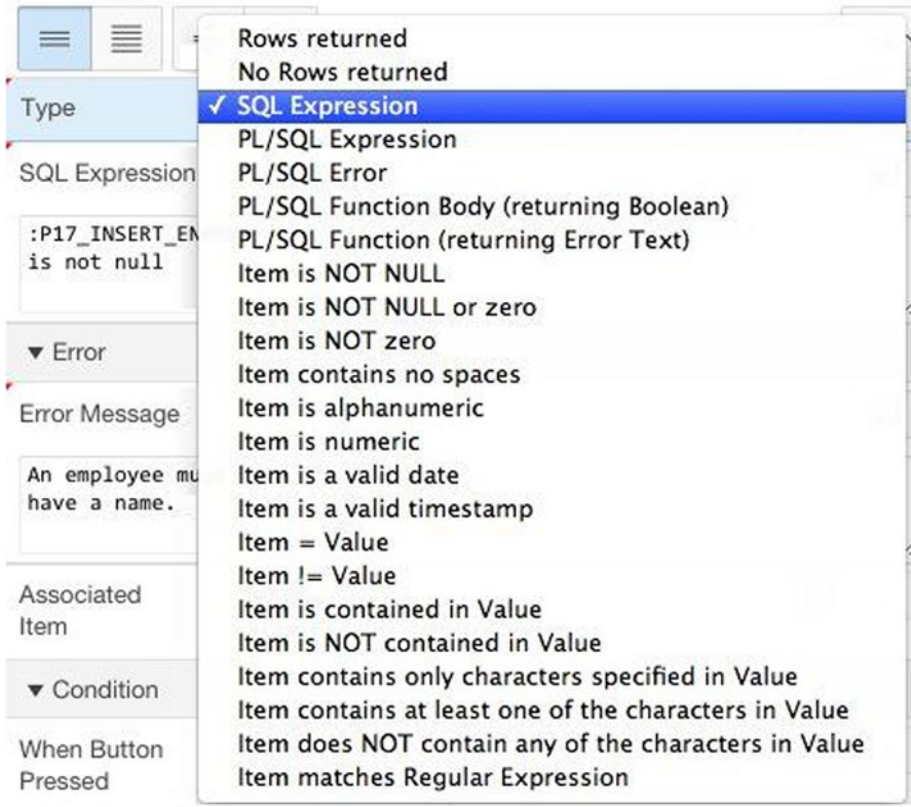 Rows returned
No Rows returned
Type
✓ SQL Expression
PL/SQL Expression
SQL Expression
PL/SQL Error
PL/SQL Function Body (returning Boolean)
:P17_INSERT_EN
PL/SQL Function (returning Error Text)
is not null
Item is NOT NULL
Item is NOT NULL or zero
▼ Error
Item is NOT zero
Item contains no spaces
Error Message
Item is alphanumeric
Item is numeric
An employee mu
Item is a valid date
have a name.
Item is a valid timestamp
Item = Value
Item != Value
Associated
Item
Item is contained in Value
Item is NOT contained in Value
Item contains only characters specified in Value
▼ Condition
Item contains at least one of the characters in Value
When Button
Pressed
Item does NOT contain any of the characters in Value
Item matches Regular Expression